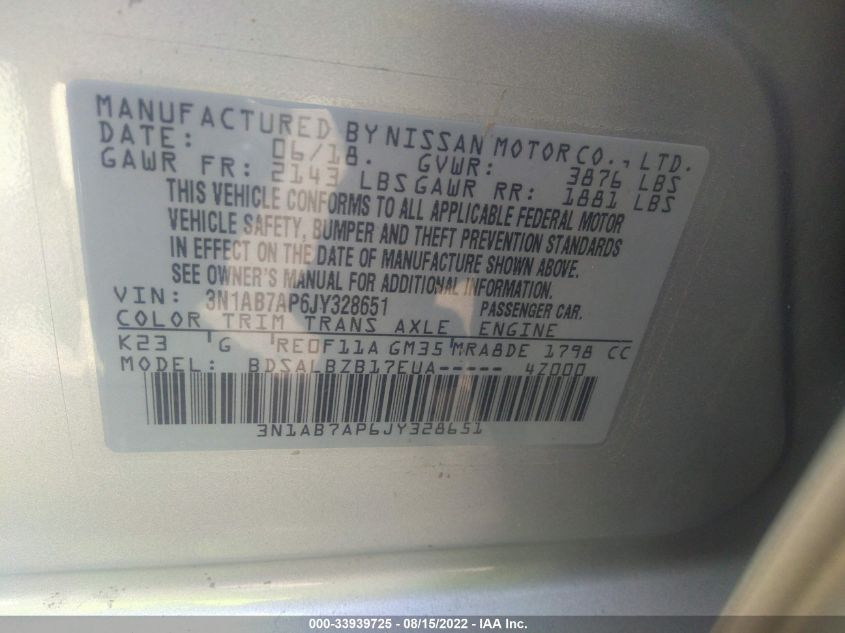 MANUFACTURED BY NISSAN MOTOR CO., LTD.
DATE: 06/18. GVWR: 3876 LBS
GAWR FR: 2143 LBS GAWR RR: 1881 LBS
THIS VEHICLE CONFORMS TO ALL APPLICABLE FEDERAL MOTOR
VEHICLE SAFETY, BUMPER AND THEFT PREVENTION STANDARDS
IN EFFECT ON THE DATE OF MANUFACTURE SHOWN ABOVE.
SEE OWNER'S MANUAL FOR ADDITIONAL INFORMATION
VIN: 3N1AB7AP6JY328651 PASSENGER CAR.
COLOR TRIM TRANS AXLE ENGINE
K23 G RE0F11A GM35 MRA8DE 1798 CC
MODEL: BDSALBZB17EUA----- 4Z000
3N1AB7AP6JY328651
000-33939725 - 08/15/2022 - IAA Inc.